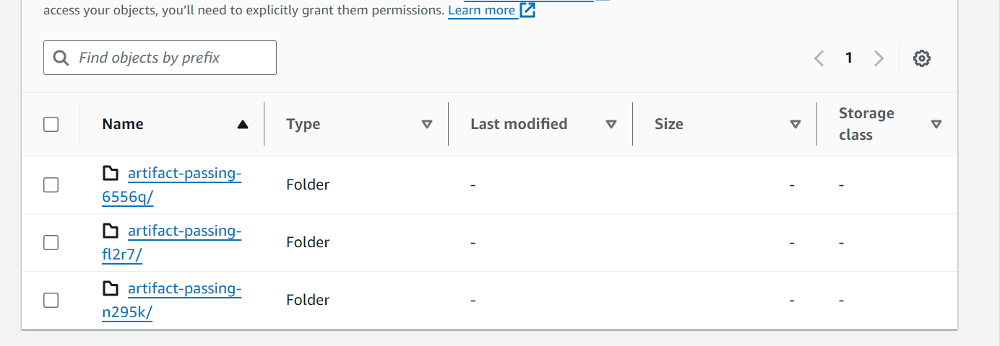 access your objects, you'll need to explicitly grant them permissions. Learn more
Find objects by prefix
1
Name
Type
Last modified
Size
Storage
class
artifact-passing-
6556q/
Folder
-
-
-
artifact-passing-
fl2r7/
Folder
-
-
-
artifact-passing-
n295k/
Folder
-
-
-